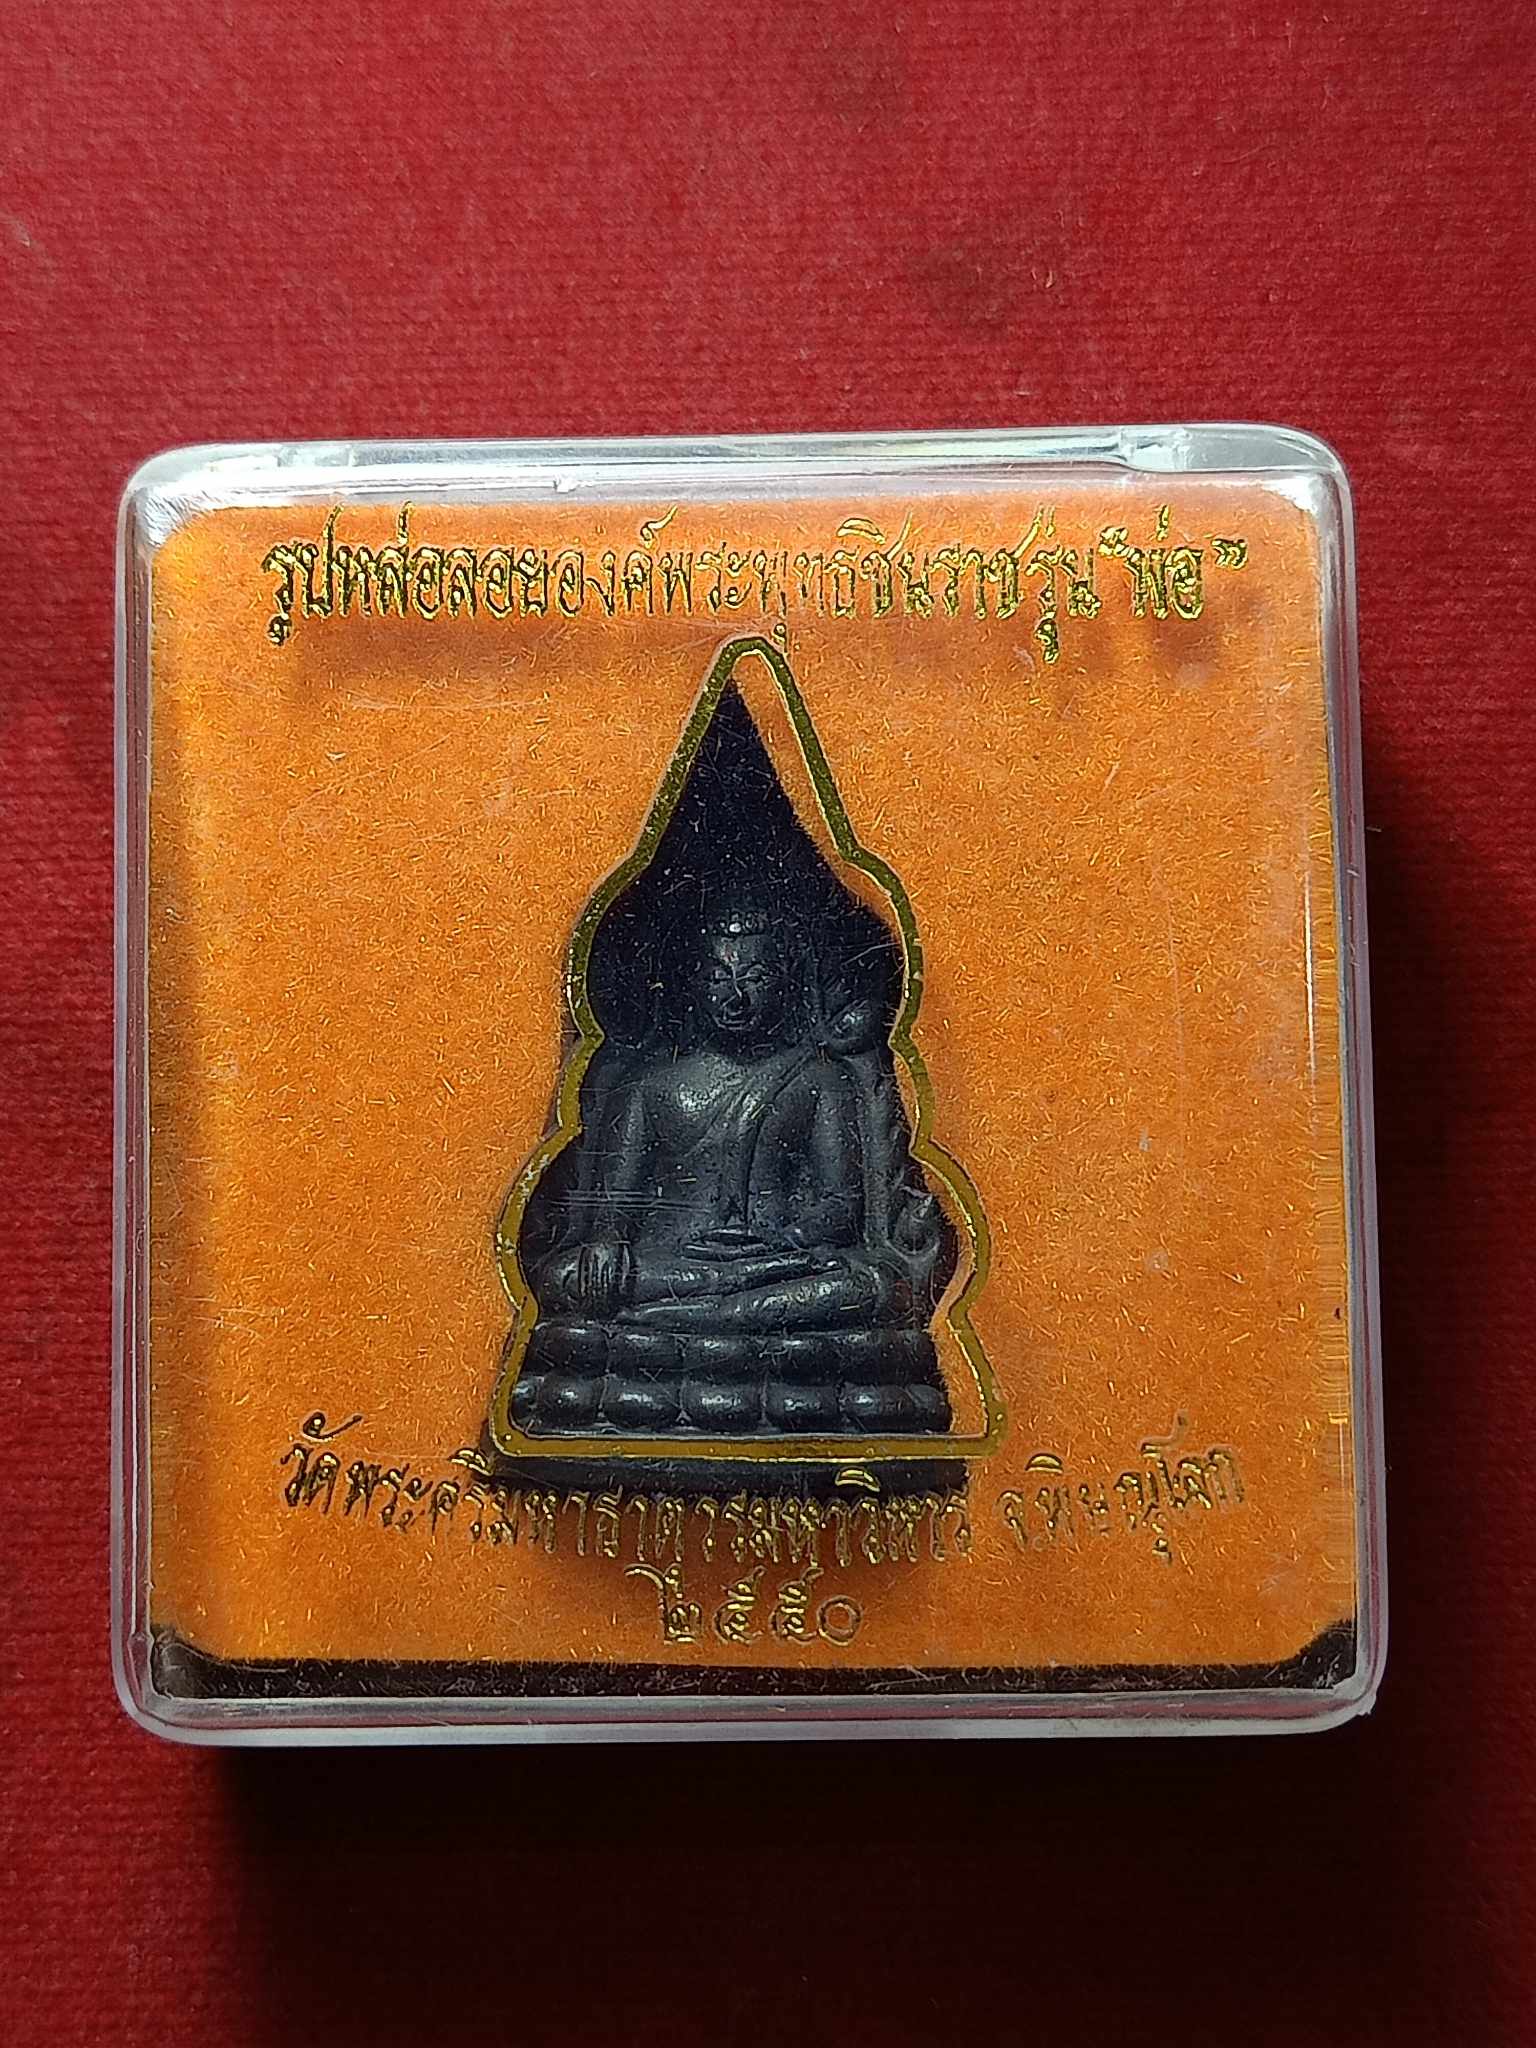 รูปหล่อลอยองค์พระพุทธชินราช รุ่น "พ่อ"
วัดพระศรีมหาธาตุวรมหาวิหาร จ.พิษณุโลก
๒๕๕๐